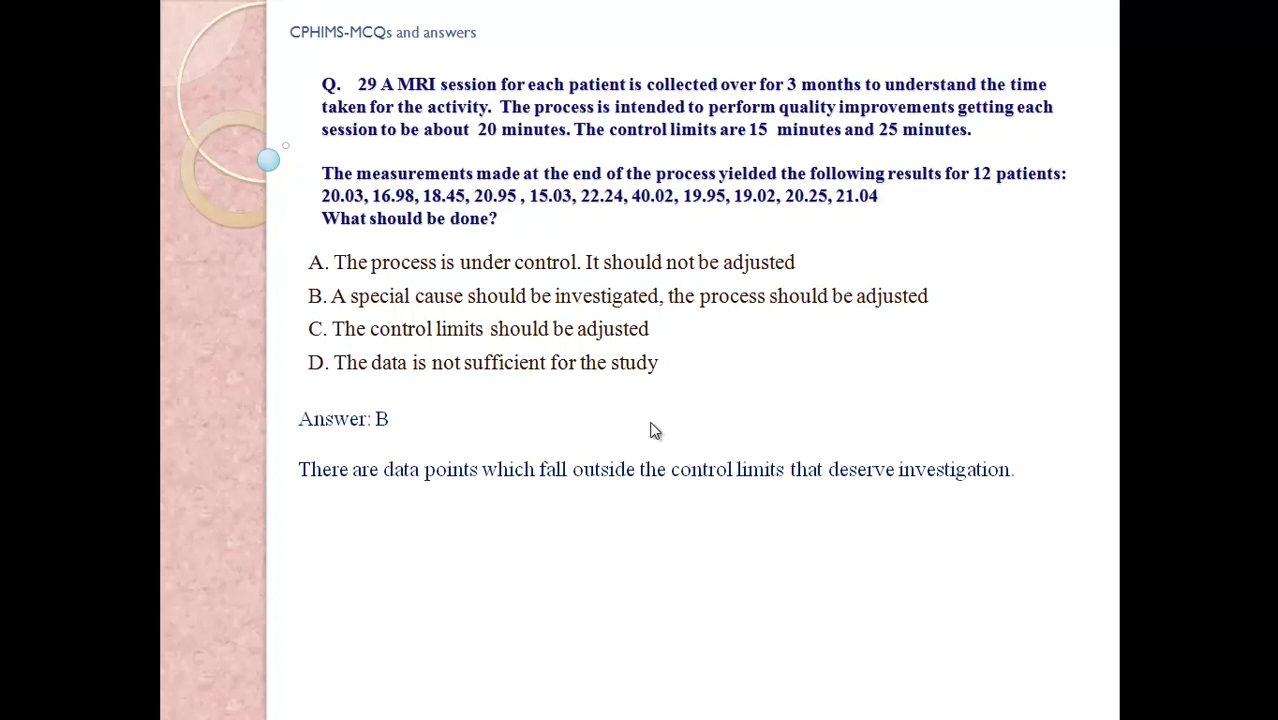 CPHIMS-MCQs and answers
Q. 29 A MRI session for each patient is collected over for 3 months to understand the time
taken for the activity. The process is intended to perform quality improvements getting each
session to be about 20 minutes. The control limits are 15 minutes and 25 minutes.
The measurements made at the end of the process yielded the following results for 12 patients:
20.03, 16.98, 18.45, 20.95 , 15.03, 22.24, 40.02, 19.95, 19.02, 20.25, 21.04
What should be done?
A. The process is under control. It should not be adjusted
B. A special cause should be investigated, the process should be adjusted
C. The control limits should be adjusted
D. The data is not sufficient for the study
Answer: B
There are data points which fall outside the control limits that deserve investigation.